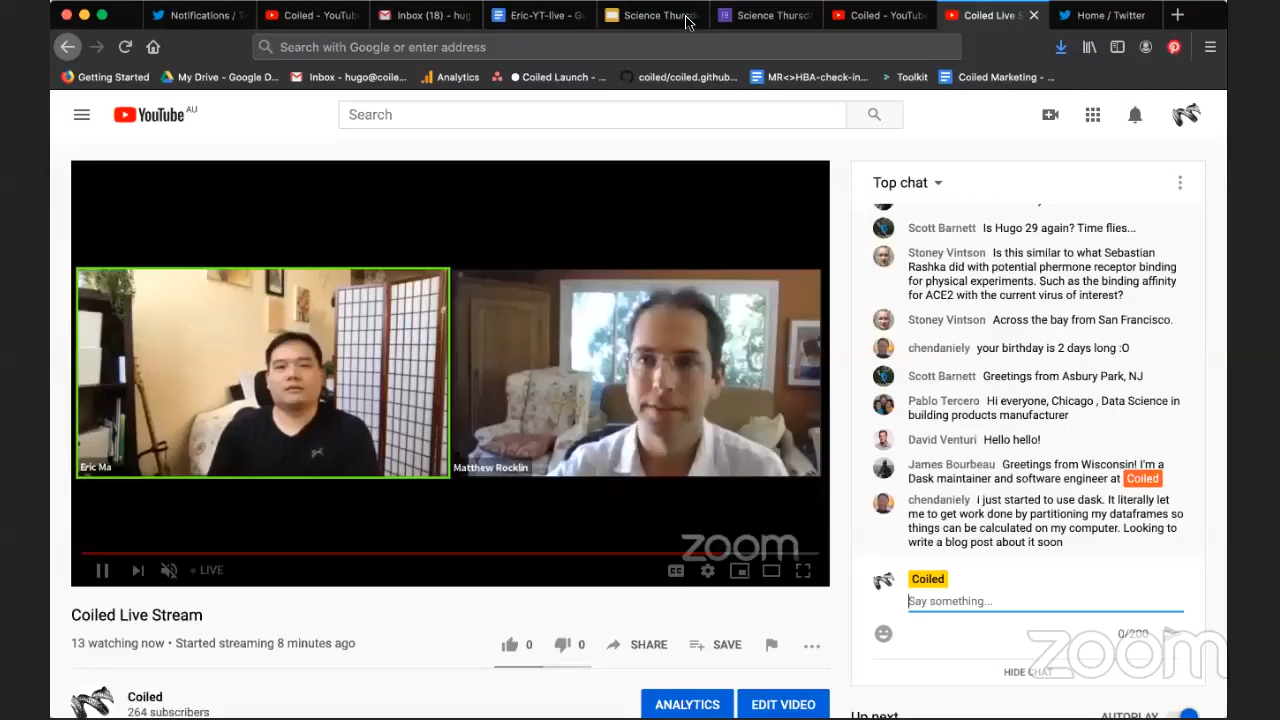 Notifications / T
Coiled - YouTub
Inbox (18) - hug
Eric-YT-live - Go
Science Thursd
Science Thursd
Coiled - YouTub
Coiled Live S
Home / Twitter
Search with Google or enter address
Getting Started
My Drive - Google D...
Inbox - hugo@coile...
Analytics
Coiled Launch - ...
coiled/coiled.github...
MR<>HBA-check-in...
Toolkit
Coiled Marketing - ...
YouTube AU
Search
Top chat
Scott Barnett Is Hugo 29 again? Time flies...
Stoney Vintson Is this similar to what Sebastian
Rashka did with potential phermone receptor binding
for physical experiments. Such as the binding affinity
for ACE2 with the current virus of interest?
Stoney Vintson Across the bay from San Francisco.
chendaniely your birthday is 2 days long :O
Scott Barnett Greetings from Asbury Park, NJ
Pablo Tercero Hi everyone, Chicago , Data Science in
building products manufacturer
David Venturi Hello hello!
James Bourbeau Greetings from Wisconsin! I'm a
Dask maintainer and software engineer at Coiled
chendaniely i just started to use dask. It literally let
me to get work done by partitioning my dataframes so
things can be calculated on my computer. Looking to
write a blog post about it soon
Coiled
Say something...
0/200
HIDE CHAT
zoom
Eric Ma
Matthew Rocklin
zoom
LIVE
CC
Coiled Live Stream
13 watching now • Started streaming 8 minutes ago
0
0
SHARE
SAVE
Coiled
264 subscribers
ANALYTICS
EDIT VIDEO
Up next
AUTOPLAY